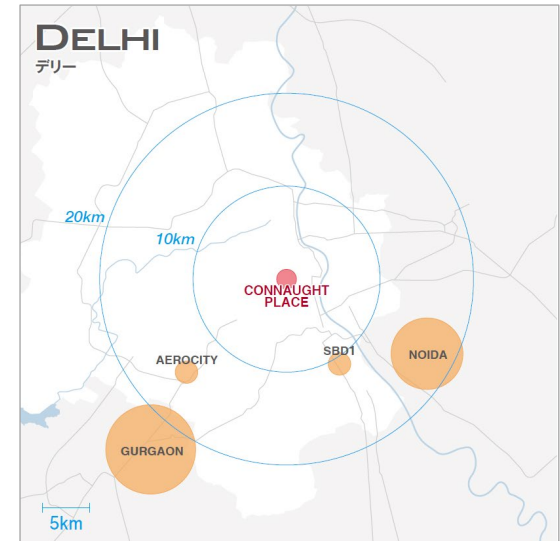 DELHI
デリー
20km
10km
CONNAUGHT
PLACE
AEROCITY
SBD1
NOIDA
GURGAON
5km